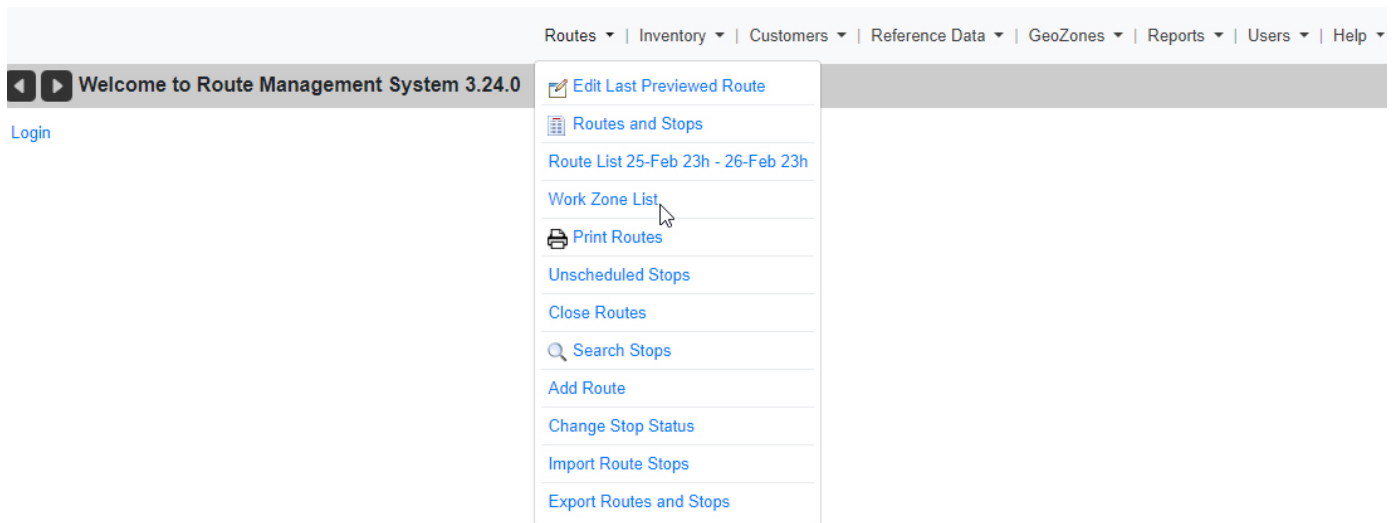 Routes | Inventory | Customers | Reference Data | GeoZones | Reports | Users | Help
Welcome to Route Management System 3.24.0
Login
Edit Last Previewed Route
Routes and Stops
Route List 25-Feb 23h - 26-Feb 23h
Work Zone List
Print Routes
Unscheduled Stops
Close Routes
Search Stops
Add Route
Change Stop Status
Import Route Stops
Export Routes and Stops